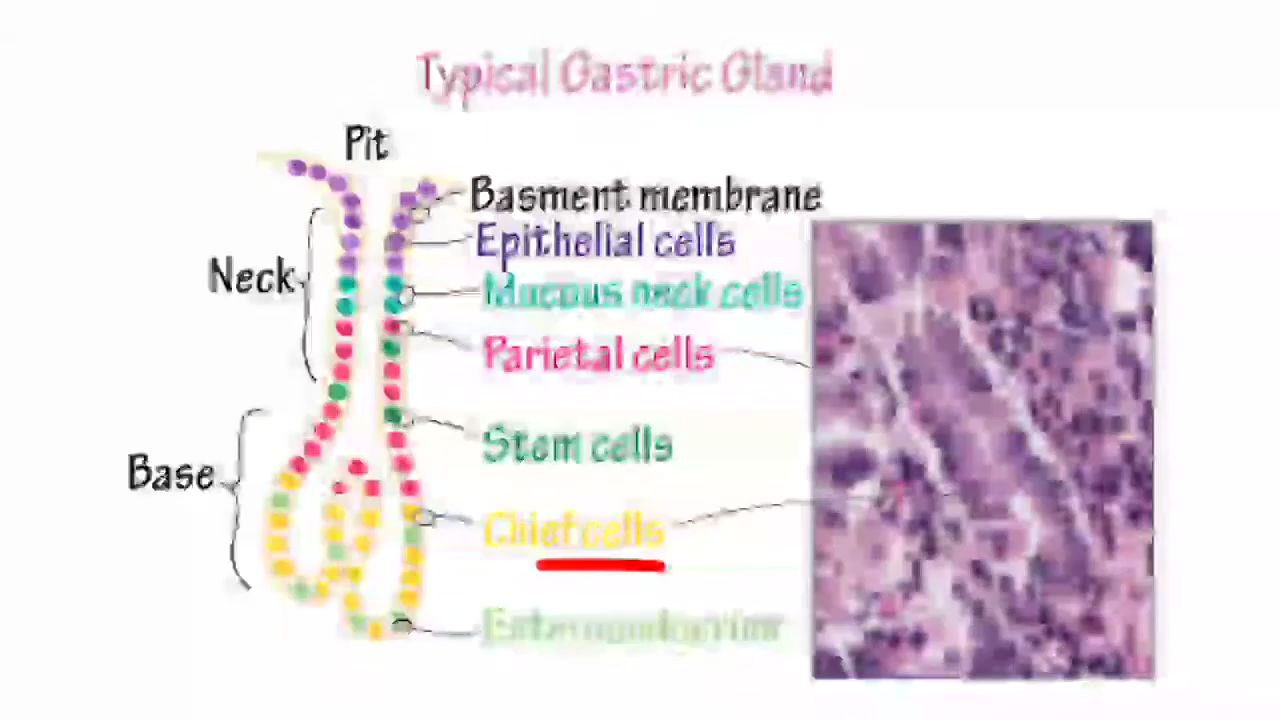 Typical Gastric Gland
Pit
Basment membrane
Epithelial cells
Neck
Mucous neck cells
Parietal cells
Stem cells
Base
Chief cells